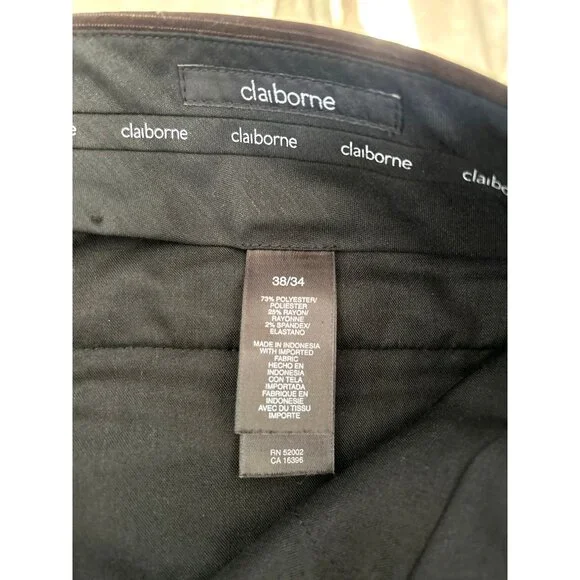 claiborne
e claiborne claiborne claiborne claibo
38/34
73% POLYESTER/
POLIESTER
25% RAYON/
RAYONNE
2% SPANDEX/
ELASTANO
MADE IN INDONESIA
WITH IMPORTED
FABRIC
HECHO EN
INDONESIA
CON TELA
IMPORTADA
FABRIQUE EN
INDONESIE
AVEC DU TISSU
IMPORTE
RN 52002
CA 16396